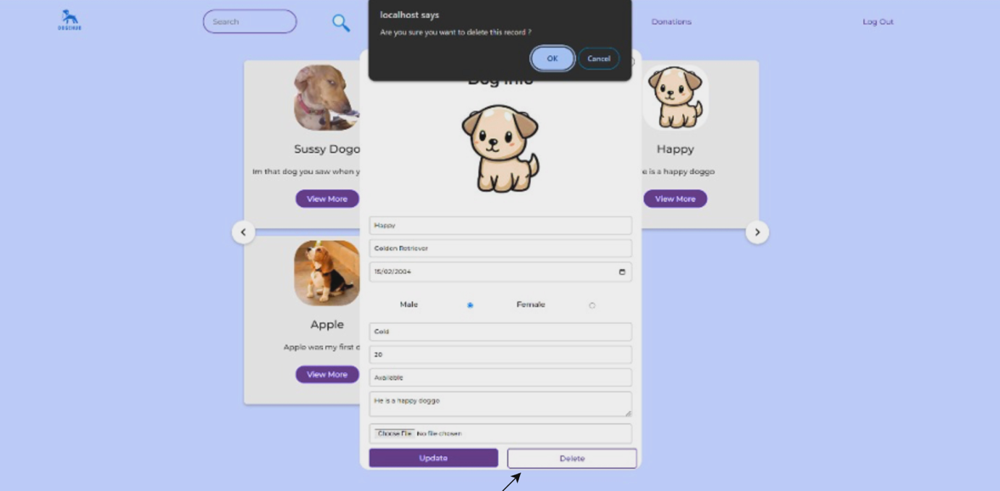 DOGSHUB
Search
Donations
Log Out
localhost says
Are you sure you want to delete this record ?
OK
Cancel
Dog Info
Sussy Dogo
Im that dog you saw when y
View More
Happy
e is a happy doggo
View More
Apple
Apple was my first d
View More
Happy
Golden Retriever
15/02/2004
Male
Female
Gold
20
Available
He is a happy doggo
Choose File No file chosen
Update
Delete